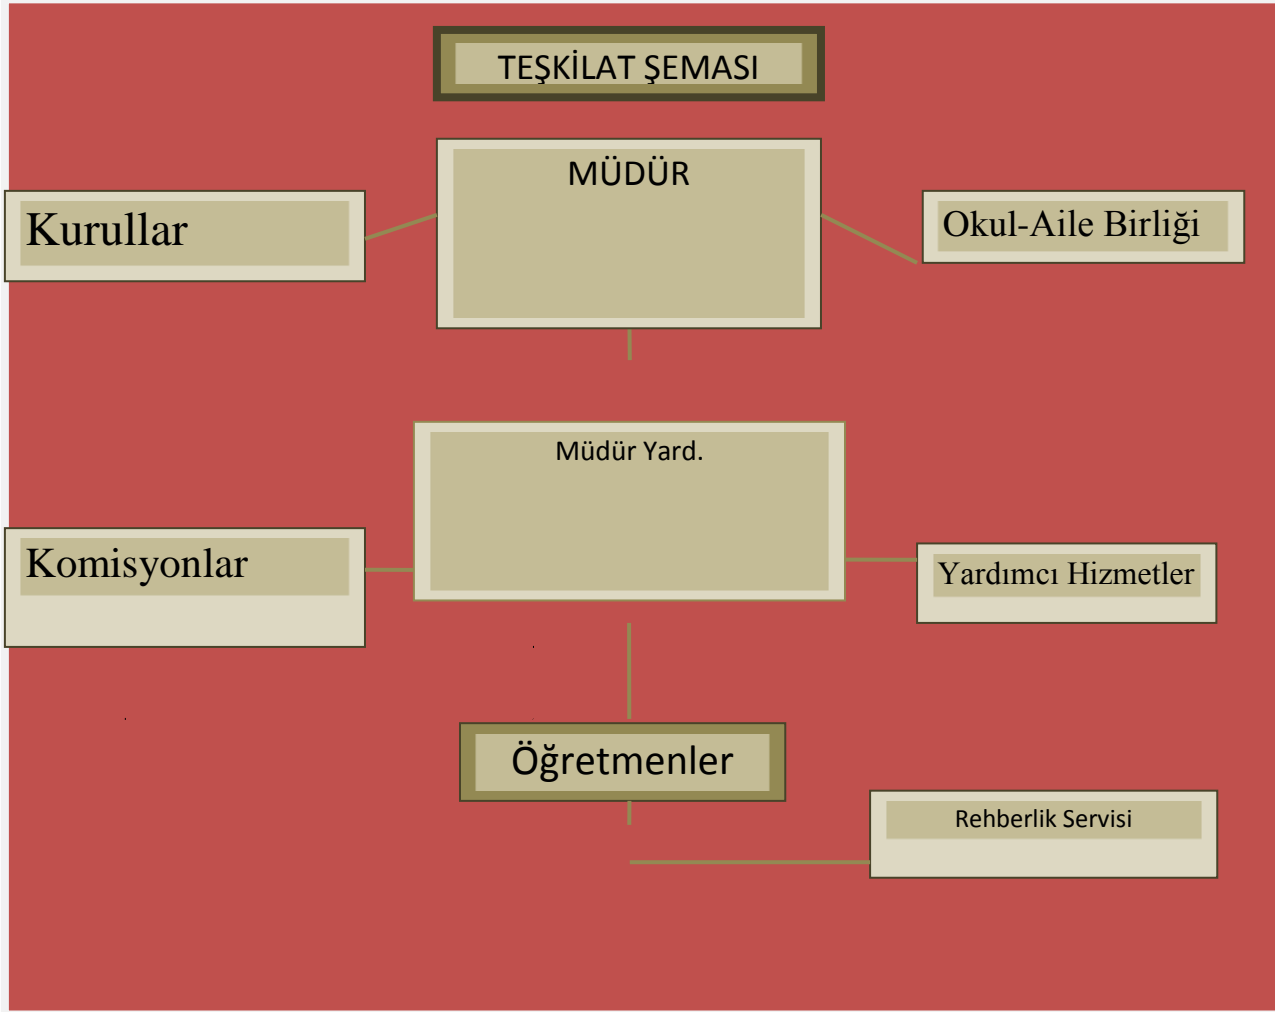 TEŞKİLAT ŞEMASI
MÜDÜR
Kurullar
Okul-Aile Birliği
Müdür Yard.
Komisyonlar
Yardımcı Hizmetler
Öğretmenler
Rehberlik Servisi